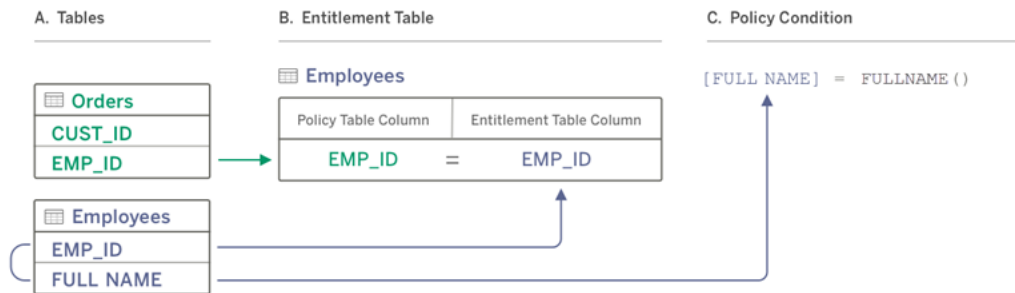 A. Tables
B. Entitlement Table
C. Policy Condition
Orders
CUST_ID
EMP_ID
Employees
EMP_ID
FULL NAME
Employees
Policy Table Column
Entitlement Table Column
EMP_ID = EMP_ID
[FULL NAME] = FULLNAME()